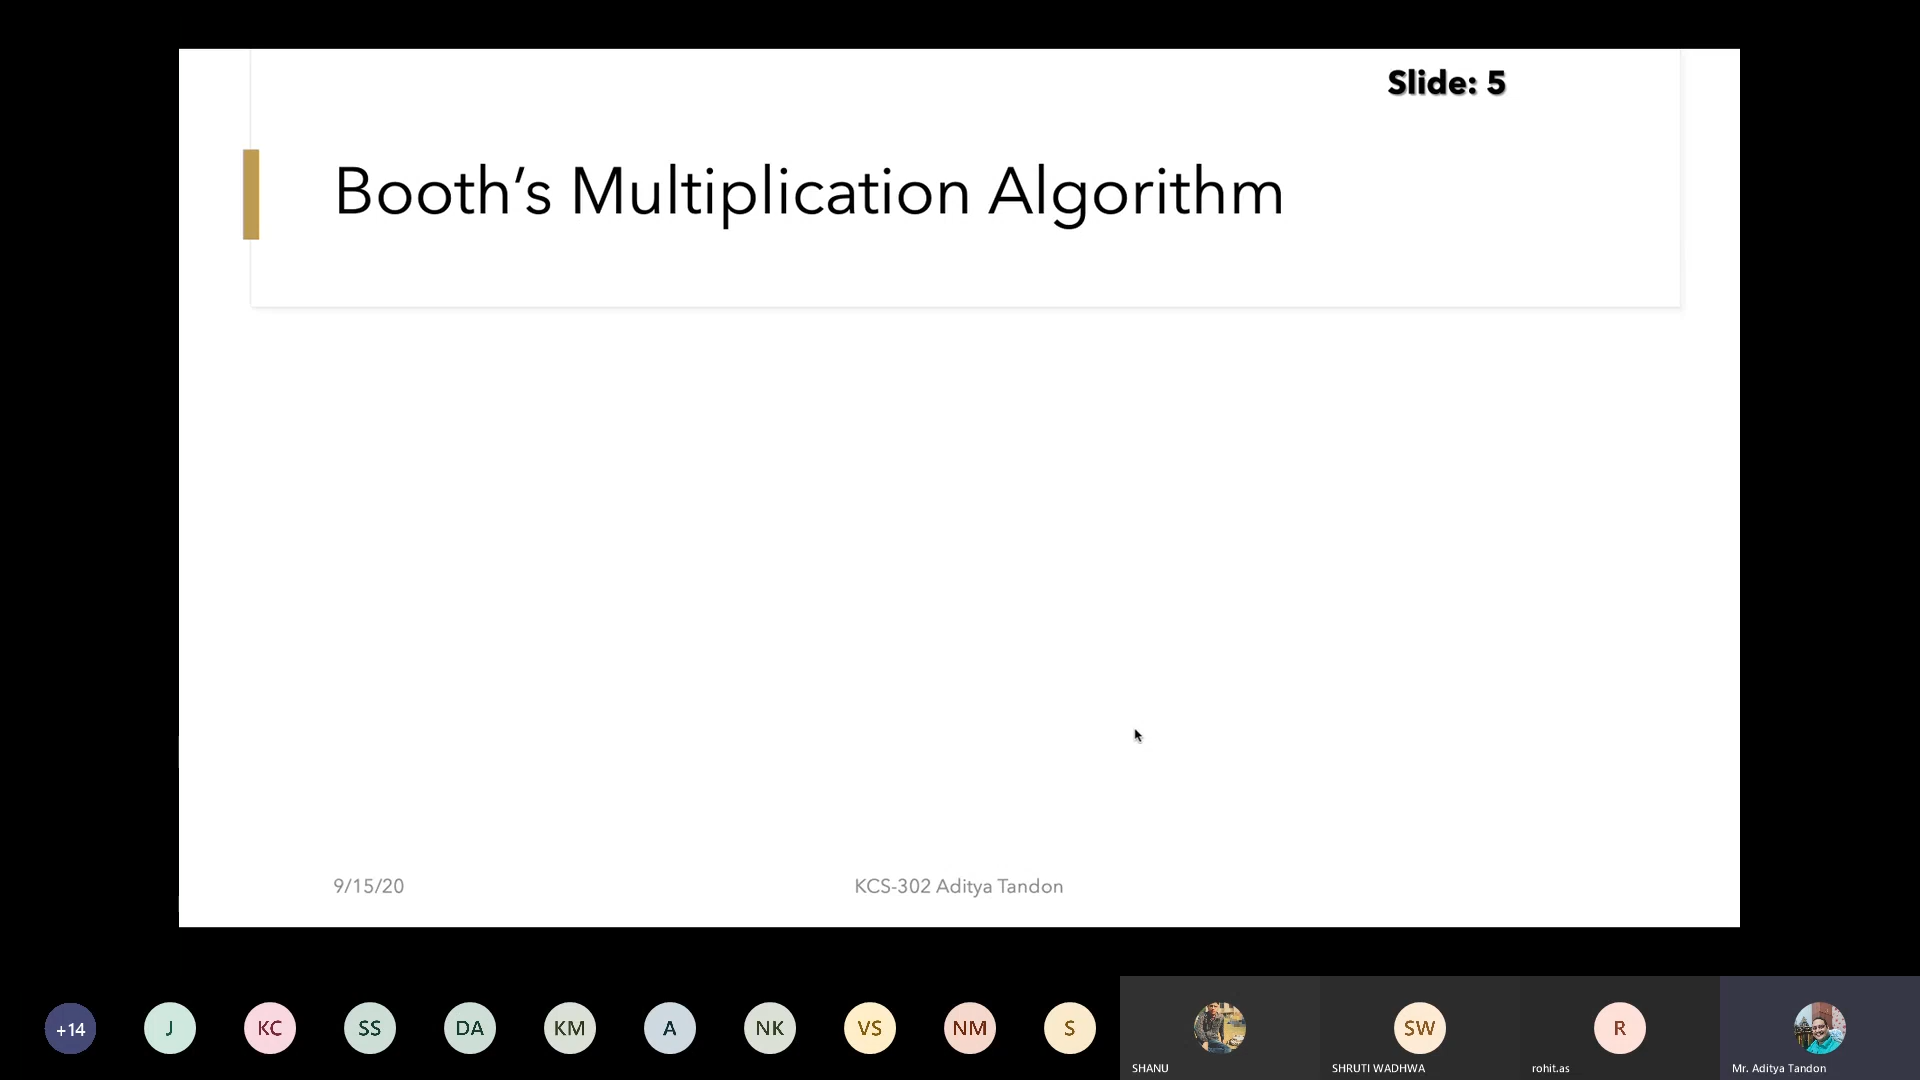 Slide: 5
Booth’s Multiplication Algorithm
9/15/20
KCS-302 Aditya Tandon
+14
J
KC
SS
DA
KM
A
NK
VS
NM
S
SW
R
SHANU
SHRUTI WADHWA
rohit.as
Mr. Aditya Tandon